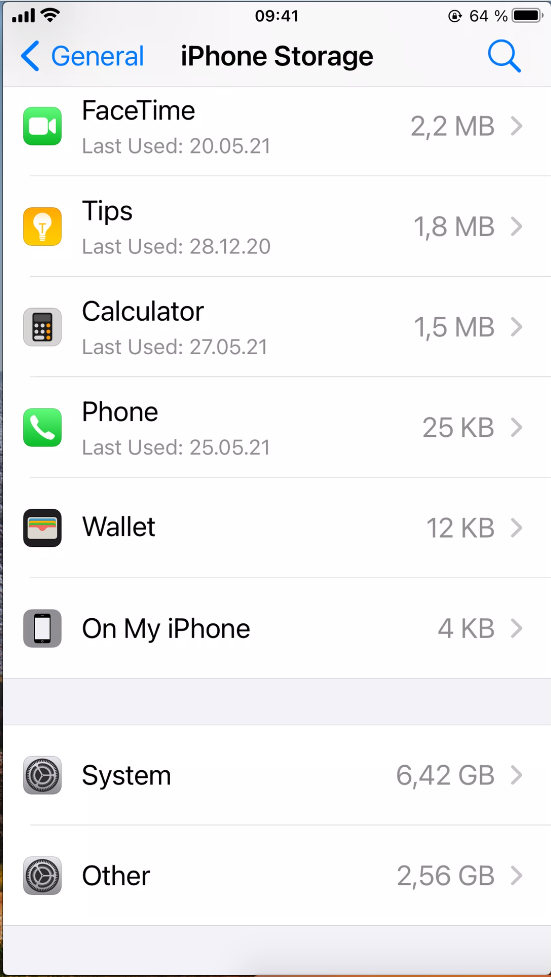 09:41
64 %
General
iPhone Storage
FaceTime
2,2 MB
Last Used: 20.05.21
Tips
1,8 MB
Last Used: 28.12.20
Calculator
1,5 MB
Last Used: 27.05.21
Phone
25 KB
Last Used: 25.05.21
Wallet
12 KB
On My iPhone
4 KB
System
6,42 GB
Other
2,56 GB